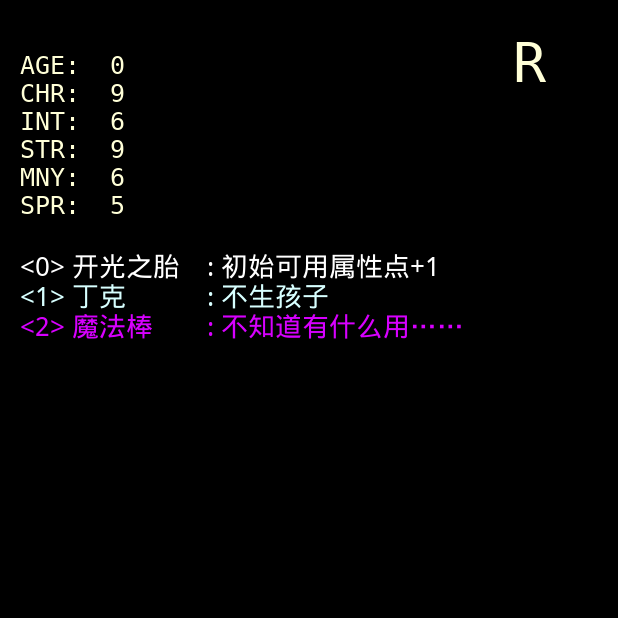 R
AGE: 0
CHR: 9
INT: 6
STR: 9
MNY: 6
SPR: 5
<0> 开光之胎 : 初始可用属性点+1
<1> 丁克 : 不生孩子
<2> 魔法棒 : 不知道有什么用……